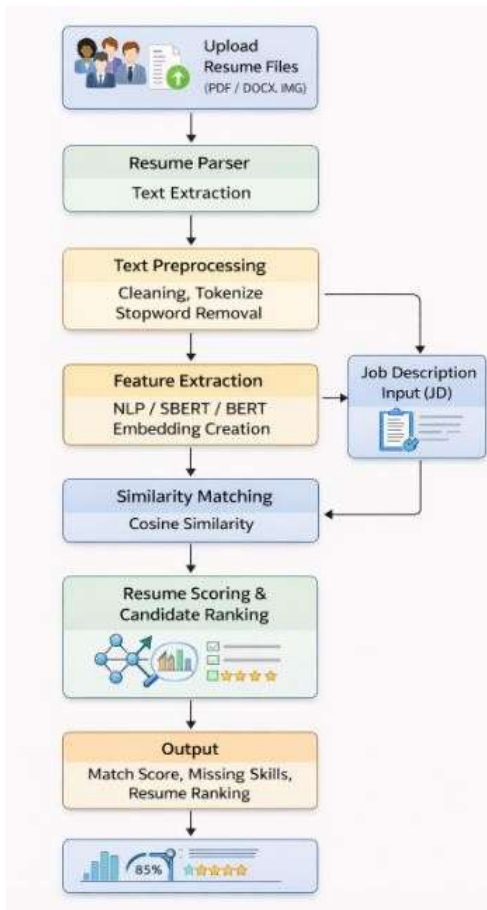 Upload
Resume Files
(PDF / DOCX, IMG)
Resume Parser
Text Extraction
Text Preprocessing
Cleaning, Tokenize
Stopword Removal
Feature Extraction
NLP / SBERT / BERT
Embedding Creation
Job Description
Input (JD)
Similarity Matching
Cosine Similarity
Resume Scoring &
Candidate Ranking
Output
Match Score, Missing Skills,
Resume Ranking
85%